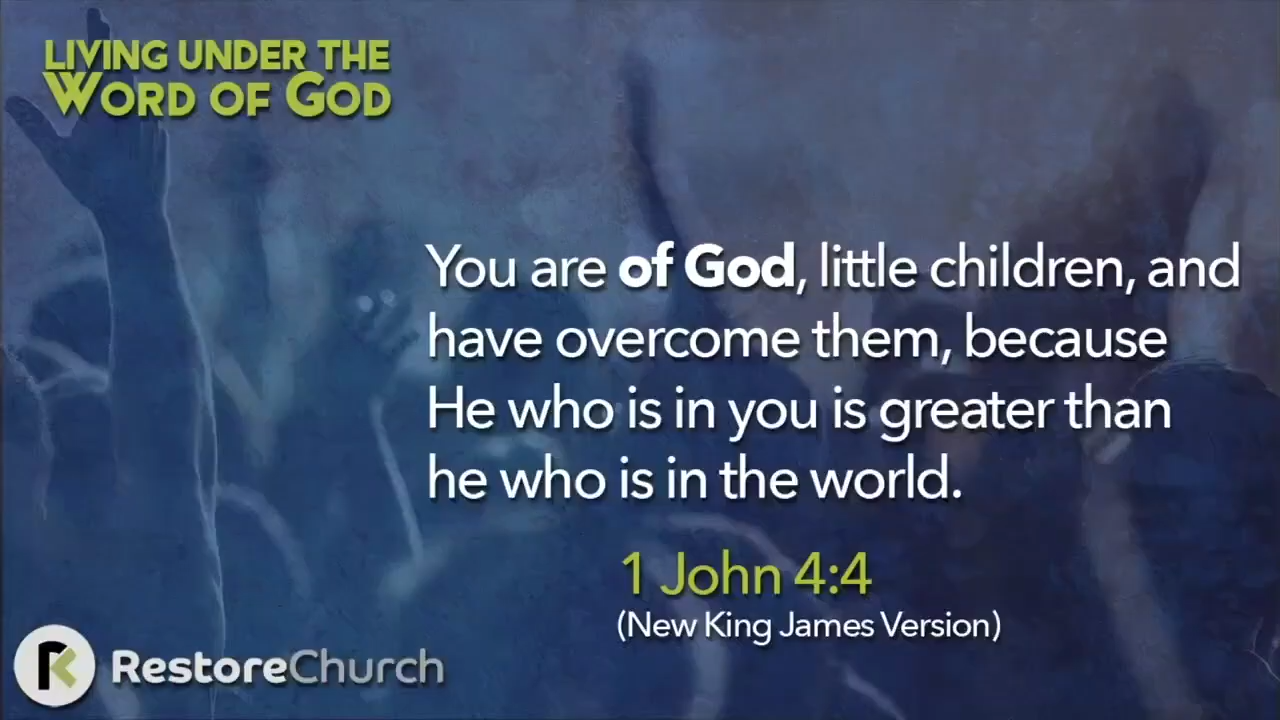 LIVING UNDER THE
WORD OF GOD
You are of God, little children, and
have overcome them, because
He who is in you is greater than
he who is in the world.
1 John 4:4
(New King James Version)
RestoreChurch